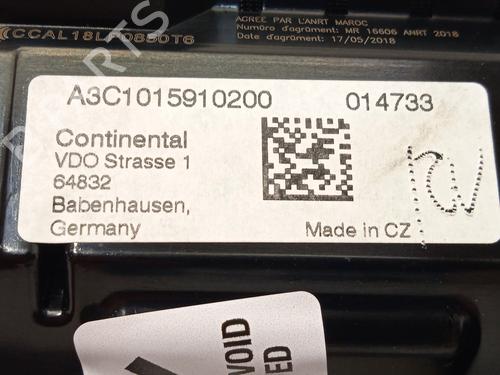 AGREE PAR L'ANRT MAROC
Numéro d'agrément: MR 16606 ANRT 2018
Date d'agrément: 17/05/2018
A3C1015910200 014733
Continental
VDO Strasse 1
64832
Babenhausen,
Germany
Made in CZ
VOID
ED